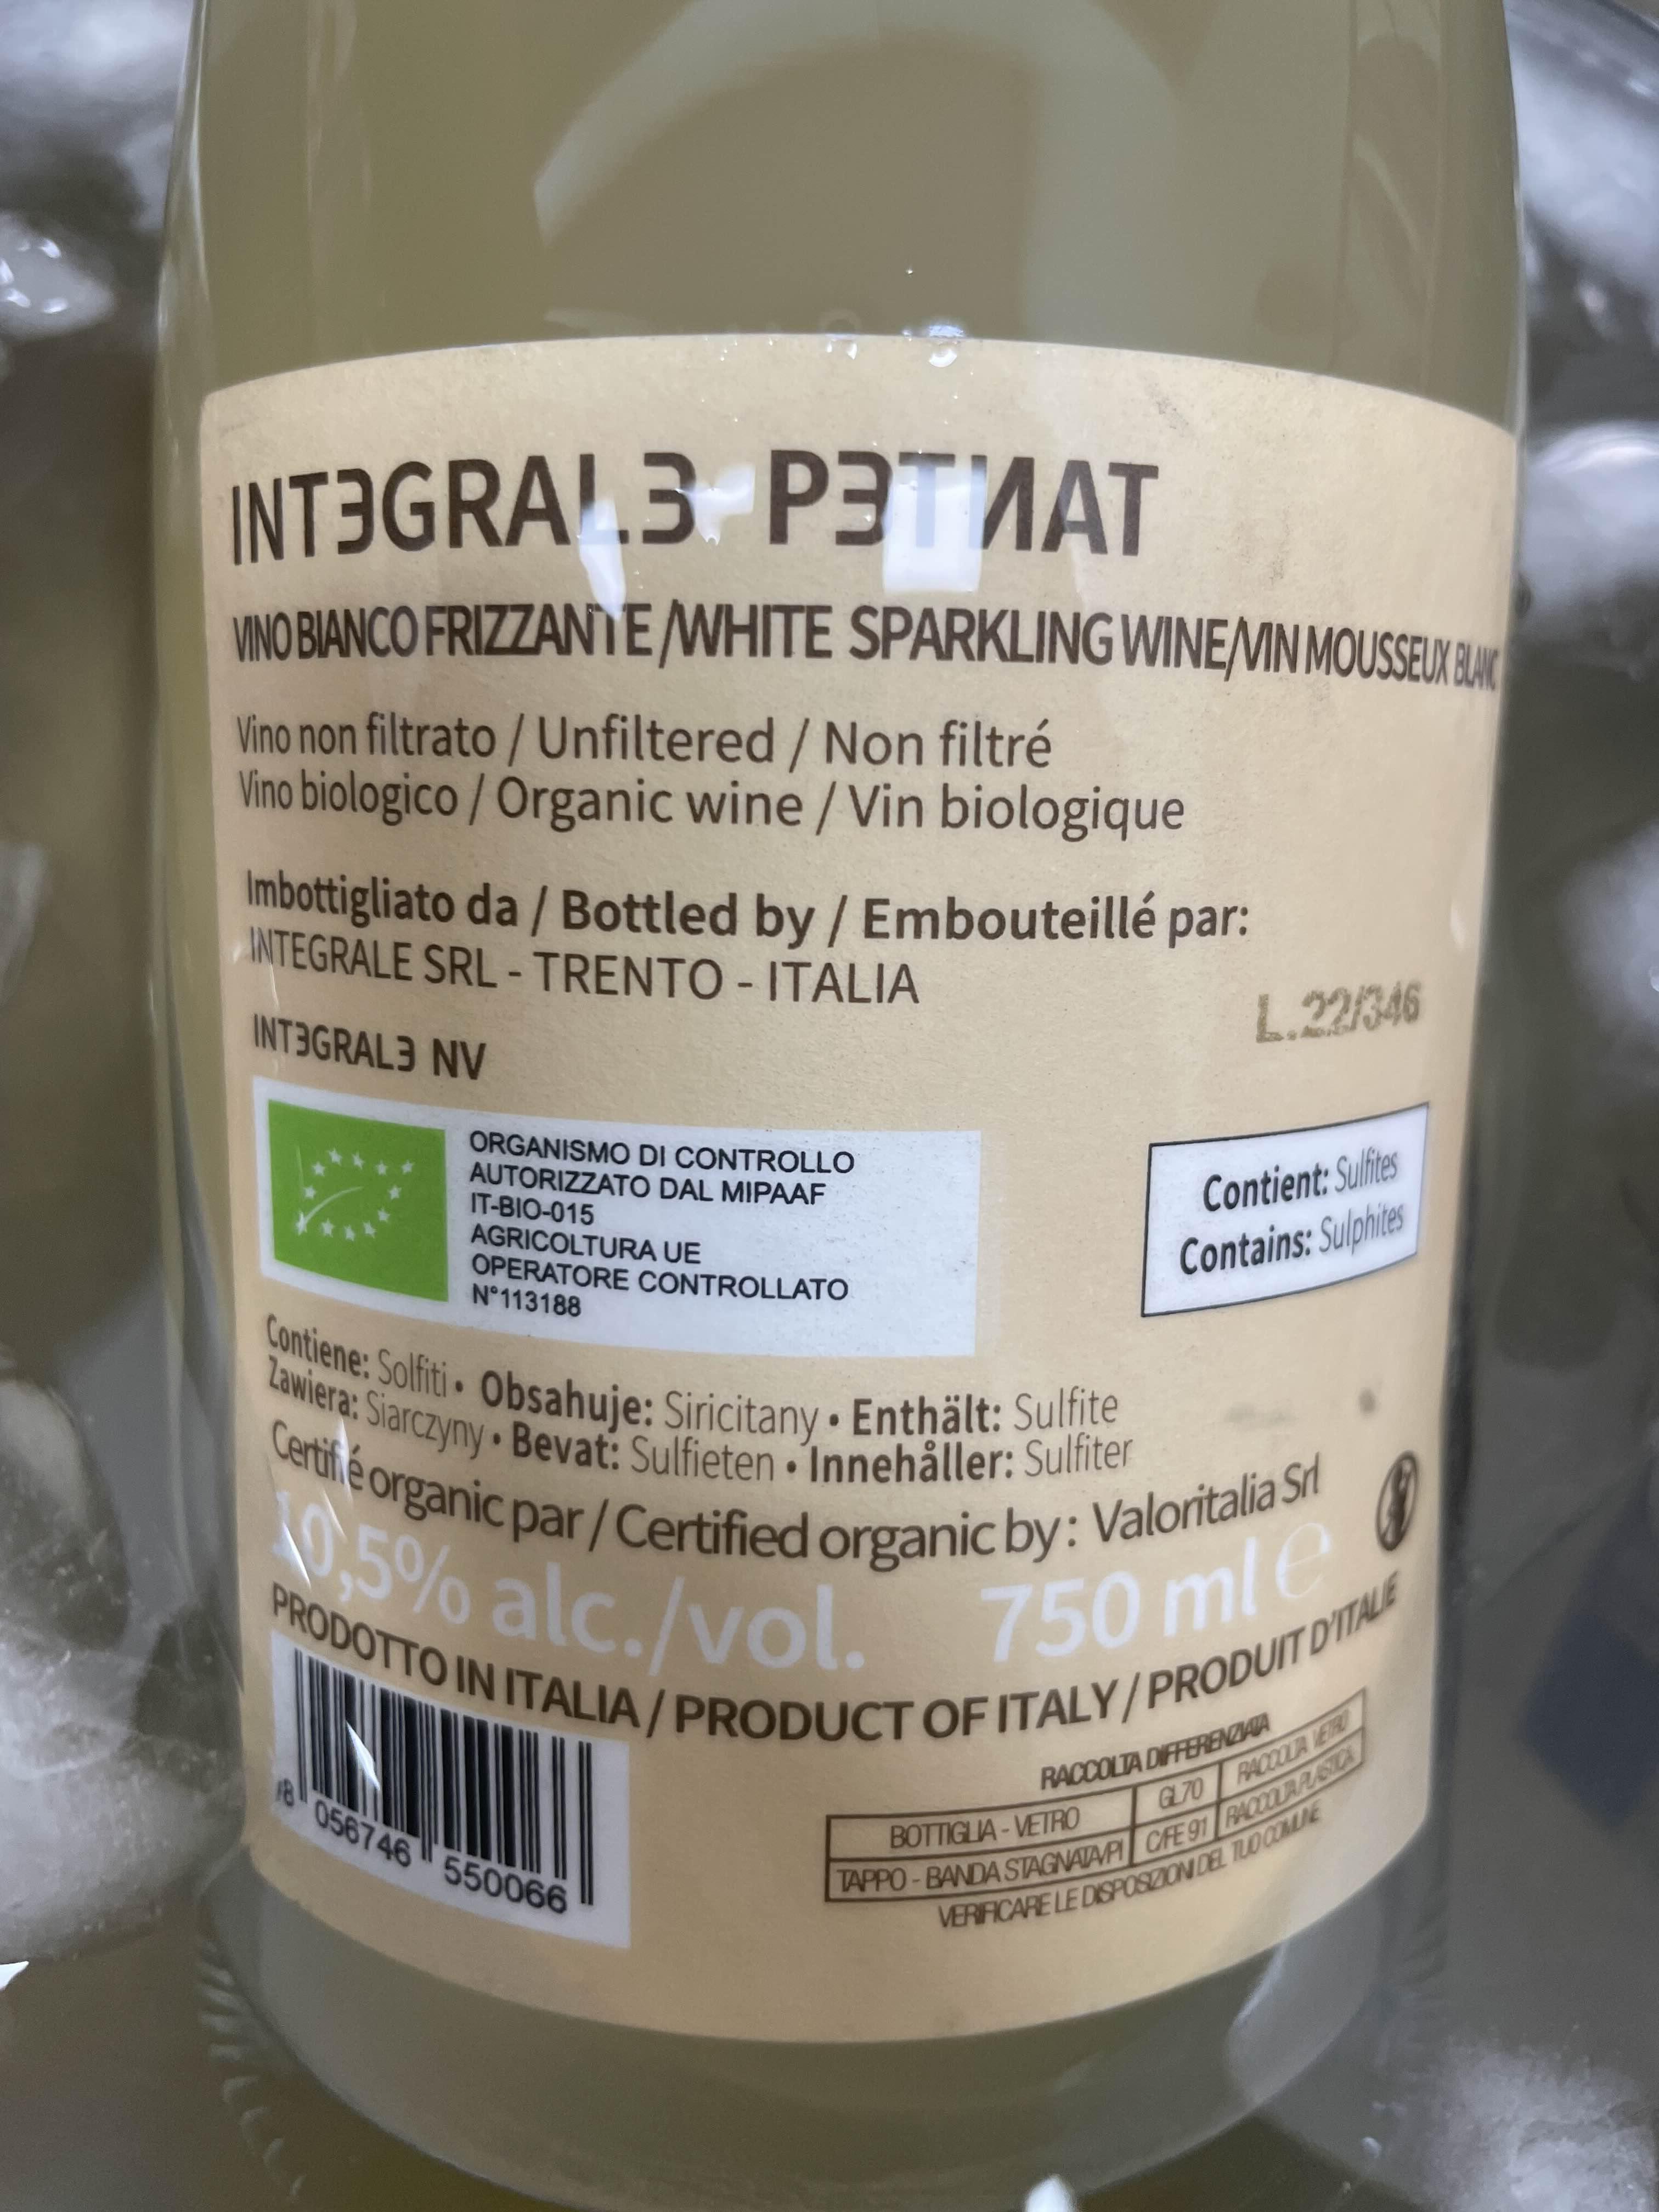 INTƎGRALƎ PƎTИAT
VINO BIANCO FRIZZANTE /WHITE SPARKLING WINE/VIN MOUSSEUX BLANC
Vino non filtrato / Unfiltered / Non filtré
Vino biologico / Organic wine / Vin biologique
Imbottigliato da / Bottled by / Embouteillé par:
INTEGRALE SRL - TRENTO - ITALIA
L.22/346
INTƎGRALƎ NV
ORGANISMO DI CONTROLLO
AUTORIZZATO DAL MIPAAF
IT-BIO-015
AGRICOLTURA UE
OPERATORE CONTROLLATO
N°113188
Contient: Sulfites
Contains: Sulphites
Contiene: Solfiti • Obsahuje: Siricitany • Enthält: Sulfite
Zawiera: Siarczyny • Bevat: Sulfieten • Innehåller: Sulfiter
Certifié organic par / Certified organic by : Valoritalia Srl
10,5% alc./vol. 750 ml e
PRODOTTO IN ITALIA / PRODUCT OF ITALY / PRODUIT D'ITALIE
8 056746 550066
RACCOLTA DIFFERENZIATA
BOTTIGLIA - VETRO GL70 RACCOLTA VETRO
TAPPO - BANDA STAGNATA/PI C/FE 91 RACCOLTA PLASTICA
VERIFICARE LE DISPOSIZIONI DEL TUO COMUNE